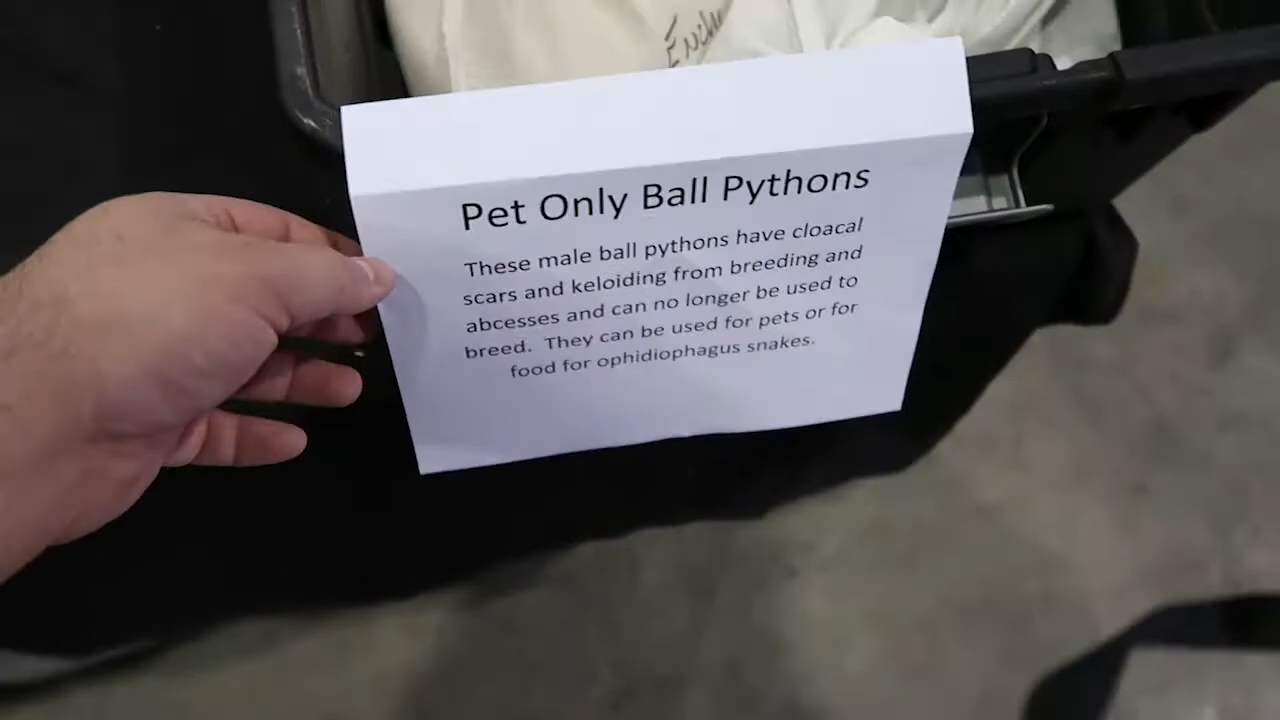 Pet Only Ball Pythons
These male ball pythons have cloacal
scars and keloiding from breeding and
abcesses and can no longer be used to
breed. They can be used for pets or for
food for ophidiophagus snakes.